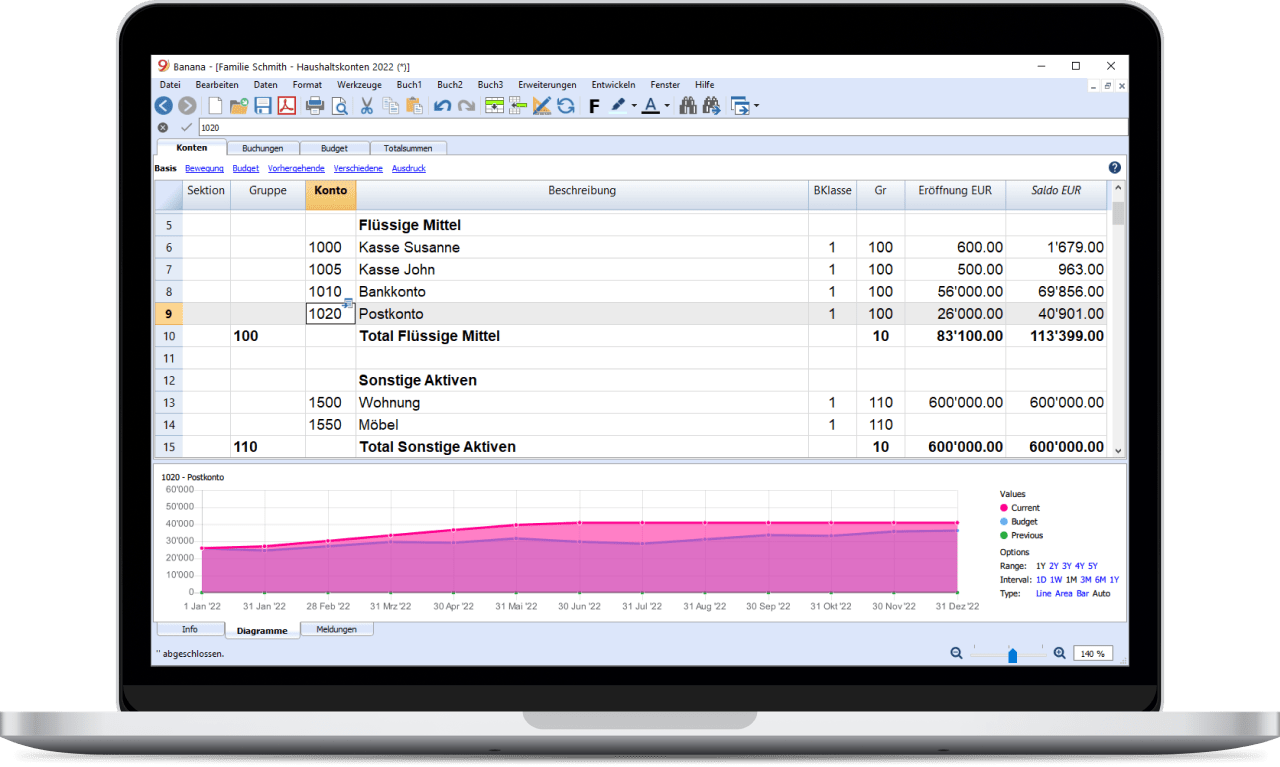 Banana - [Familie Schmith - Haushaltskonten 2022 (*)]
Datei Bearbeiten Daten Format Werkzeuge Buch1 Buch2 Buch3 Erweiterungen Entwickeln Fenster Hilfe
F A
1020
Konten Buchungen Budget Totalsummen
Basis Bewegung Budget Vorhergehende Verschiedene Ausdruck ?
Sektion Gruppe Konto Beschreibung BKlasse Gr Eröffnung EUR Saldo EUR
5 Flüssige Mittel
6 1000 Kasse Susanne 1 100 600.00 1'679.00
7 1005 Kasse John 1 100 500.00 963.00
8 1010 Bankkonto 1 100 56'000.00 69'856.00
9 1020 Postkonto 1 100 26'000.00 40'901.00
10 100 Total Flüssige Mittel 10 83'100.00 113'399.00
11
12 Sonstige Aktiven
13 1500 Wohnung 1 110 600'000.00 600'000.00
14 1550 Möbel 1 110
15 110 Total Sonstige Aktiven 10 600'000.00 600'000.00
1020 - Postkonto
60'000
50'000
40'000
30'000
20'000
10'000
0
1 Jan '22 31 Jan '22 28 Feb '22 31 Mrz '22 30 Apr '22 31 Mai '22 30 Jun '22 31 Jul '22 31 Aug '22 30 Sep '22 31 Okt '22 30 Nov '22 31 Dez '22
Values
Current
Budget
Previous
Options
Range: 1Y 2Y 3Y 4Y 5Y
Interval: 1D 1W 1M 3M 6M 1Y
Type: Line Area Bar Auto
Info Diagramme Meldungen
'' abgeschlossen.
140 %